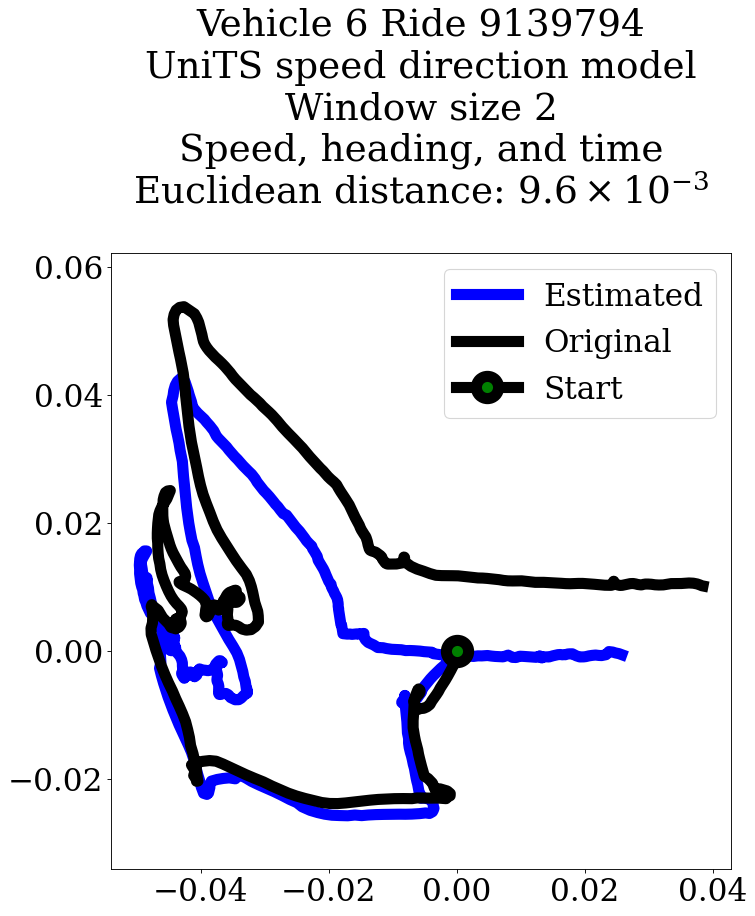 Vehicle 6 Ride 9139794
UniTS speed direction model
Window size 2
Speed, heading, and time
Euclidean distance: 9.6 × 10⁻³
0.06
0.04
0.02
0.00
−0.02
Estimated
Original
Start
−0.04
−0.02
0.00
0.02
0.04